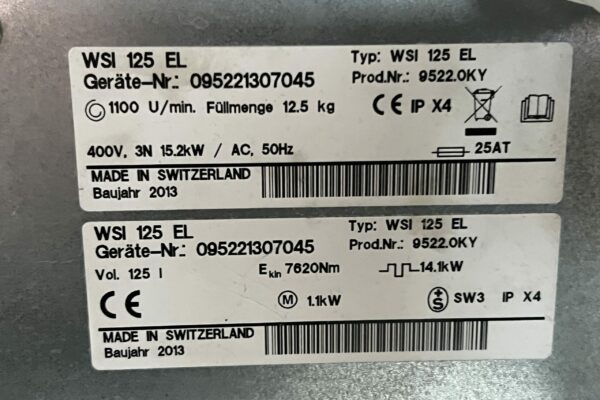 WSI 125 EL Typ: WSI 125 EL
Geräte-Nr.: 095221307045 Prod.Nr.: 9522.0KY
1100 U/min. Füllmenge 12.5 kg CE IP X4
400V, 3N 15.2kW / AC, 50Hz 25AT
MADE IN SWITZERLAND
Baujahr 2013
WSI 125 EL Typ: WSI 125 EL
Geräte-Nr.: 095221307045 Prod.Nr.: 9522.0KY
Vol. 125 l Ekin 7620Nm 14.1kW
CE M 1.1kW +S SW3 IP X4
MADE IN SWITZERLAND
Baujahr 2013